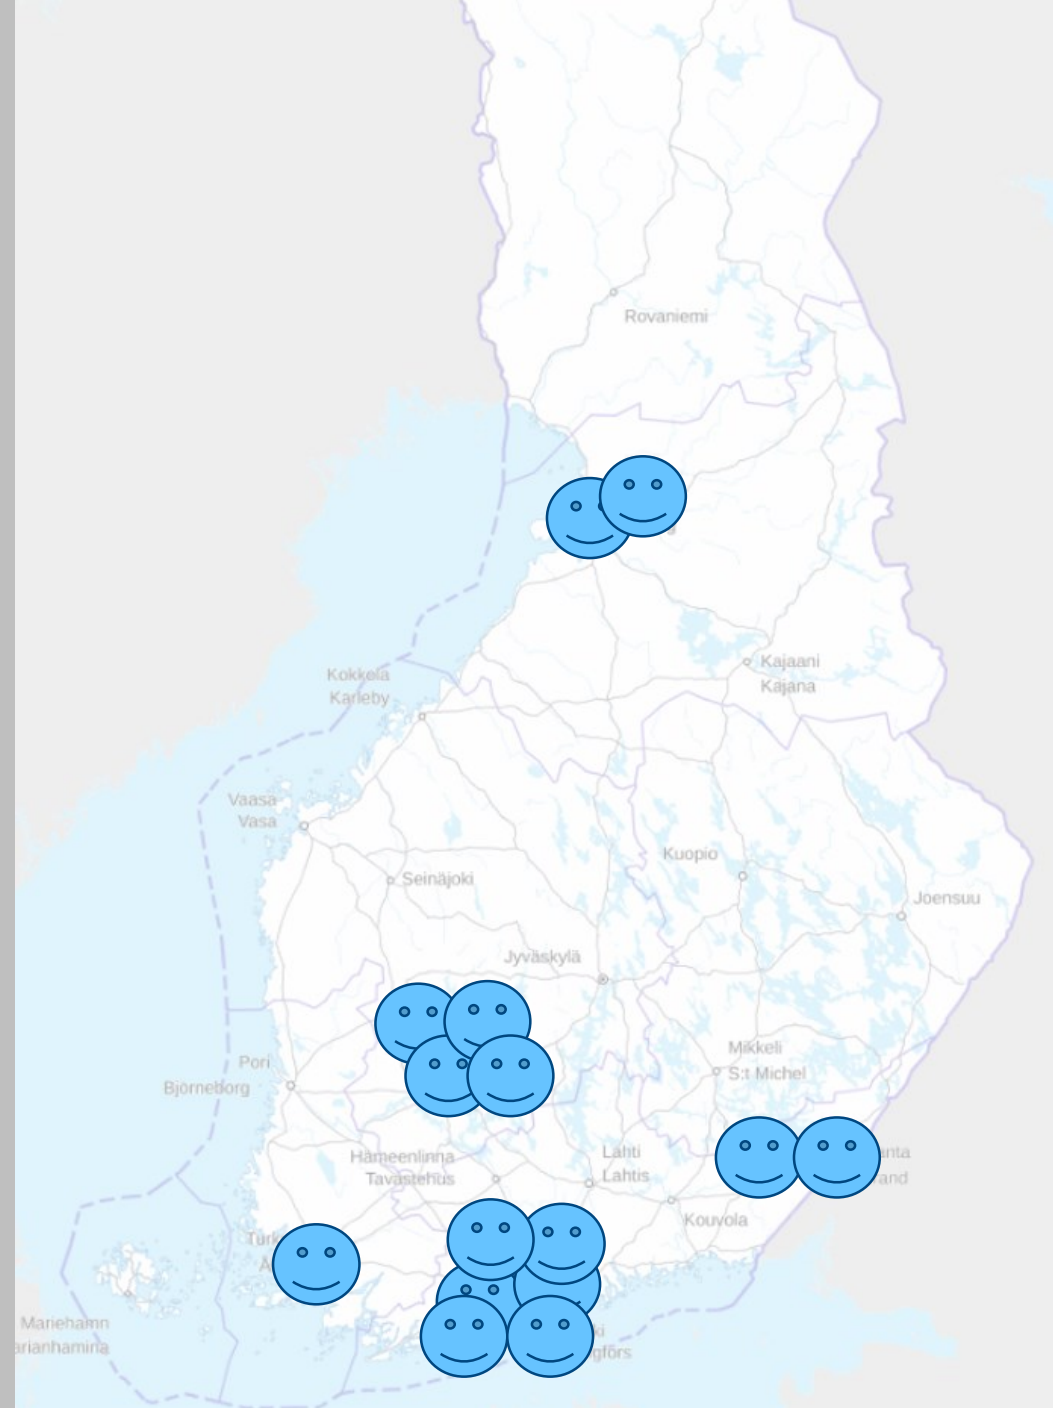 Rovaniemi
Kajaani
Kajana
Kokkola
Karleby
Vaasa
Vasa
Seinäjoki
Kuopio
Joensuu
Jyväskylä
Mikkeli
S:t Michel
Pori
Björneborg
Hämeenlinna
Tavastehus
Lahti
Lahtis
Kouvola
Mariehamn